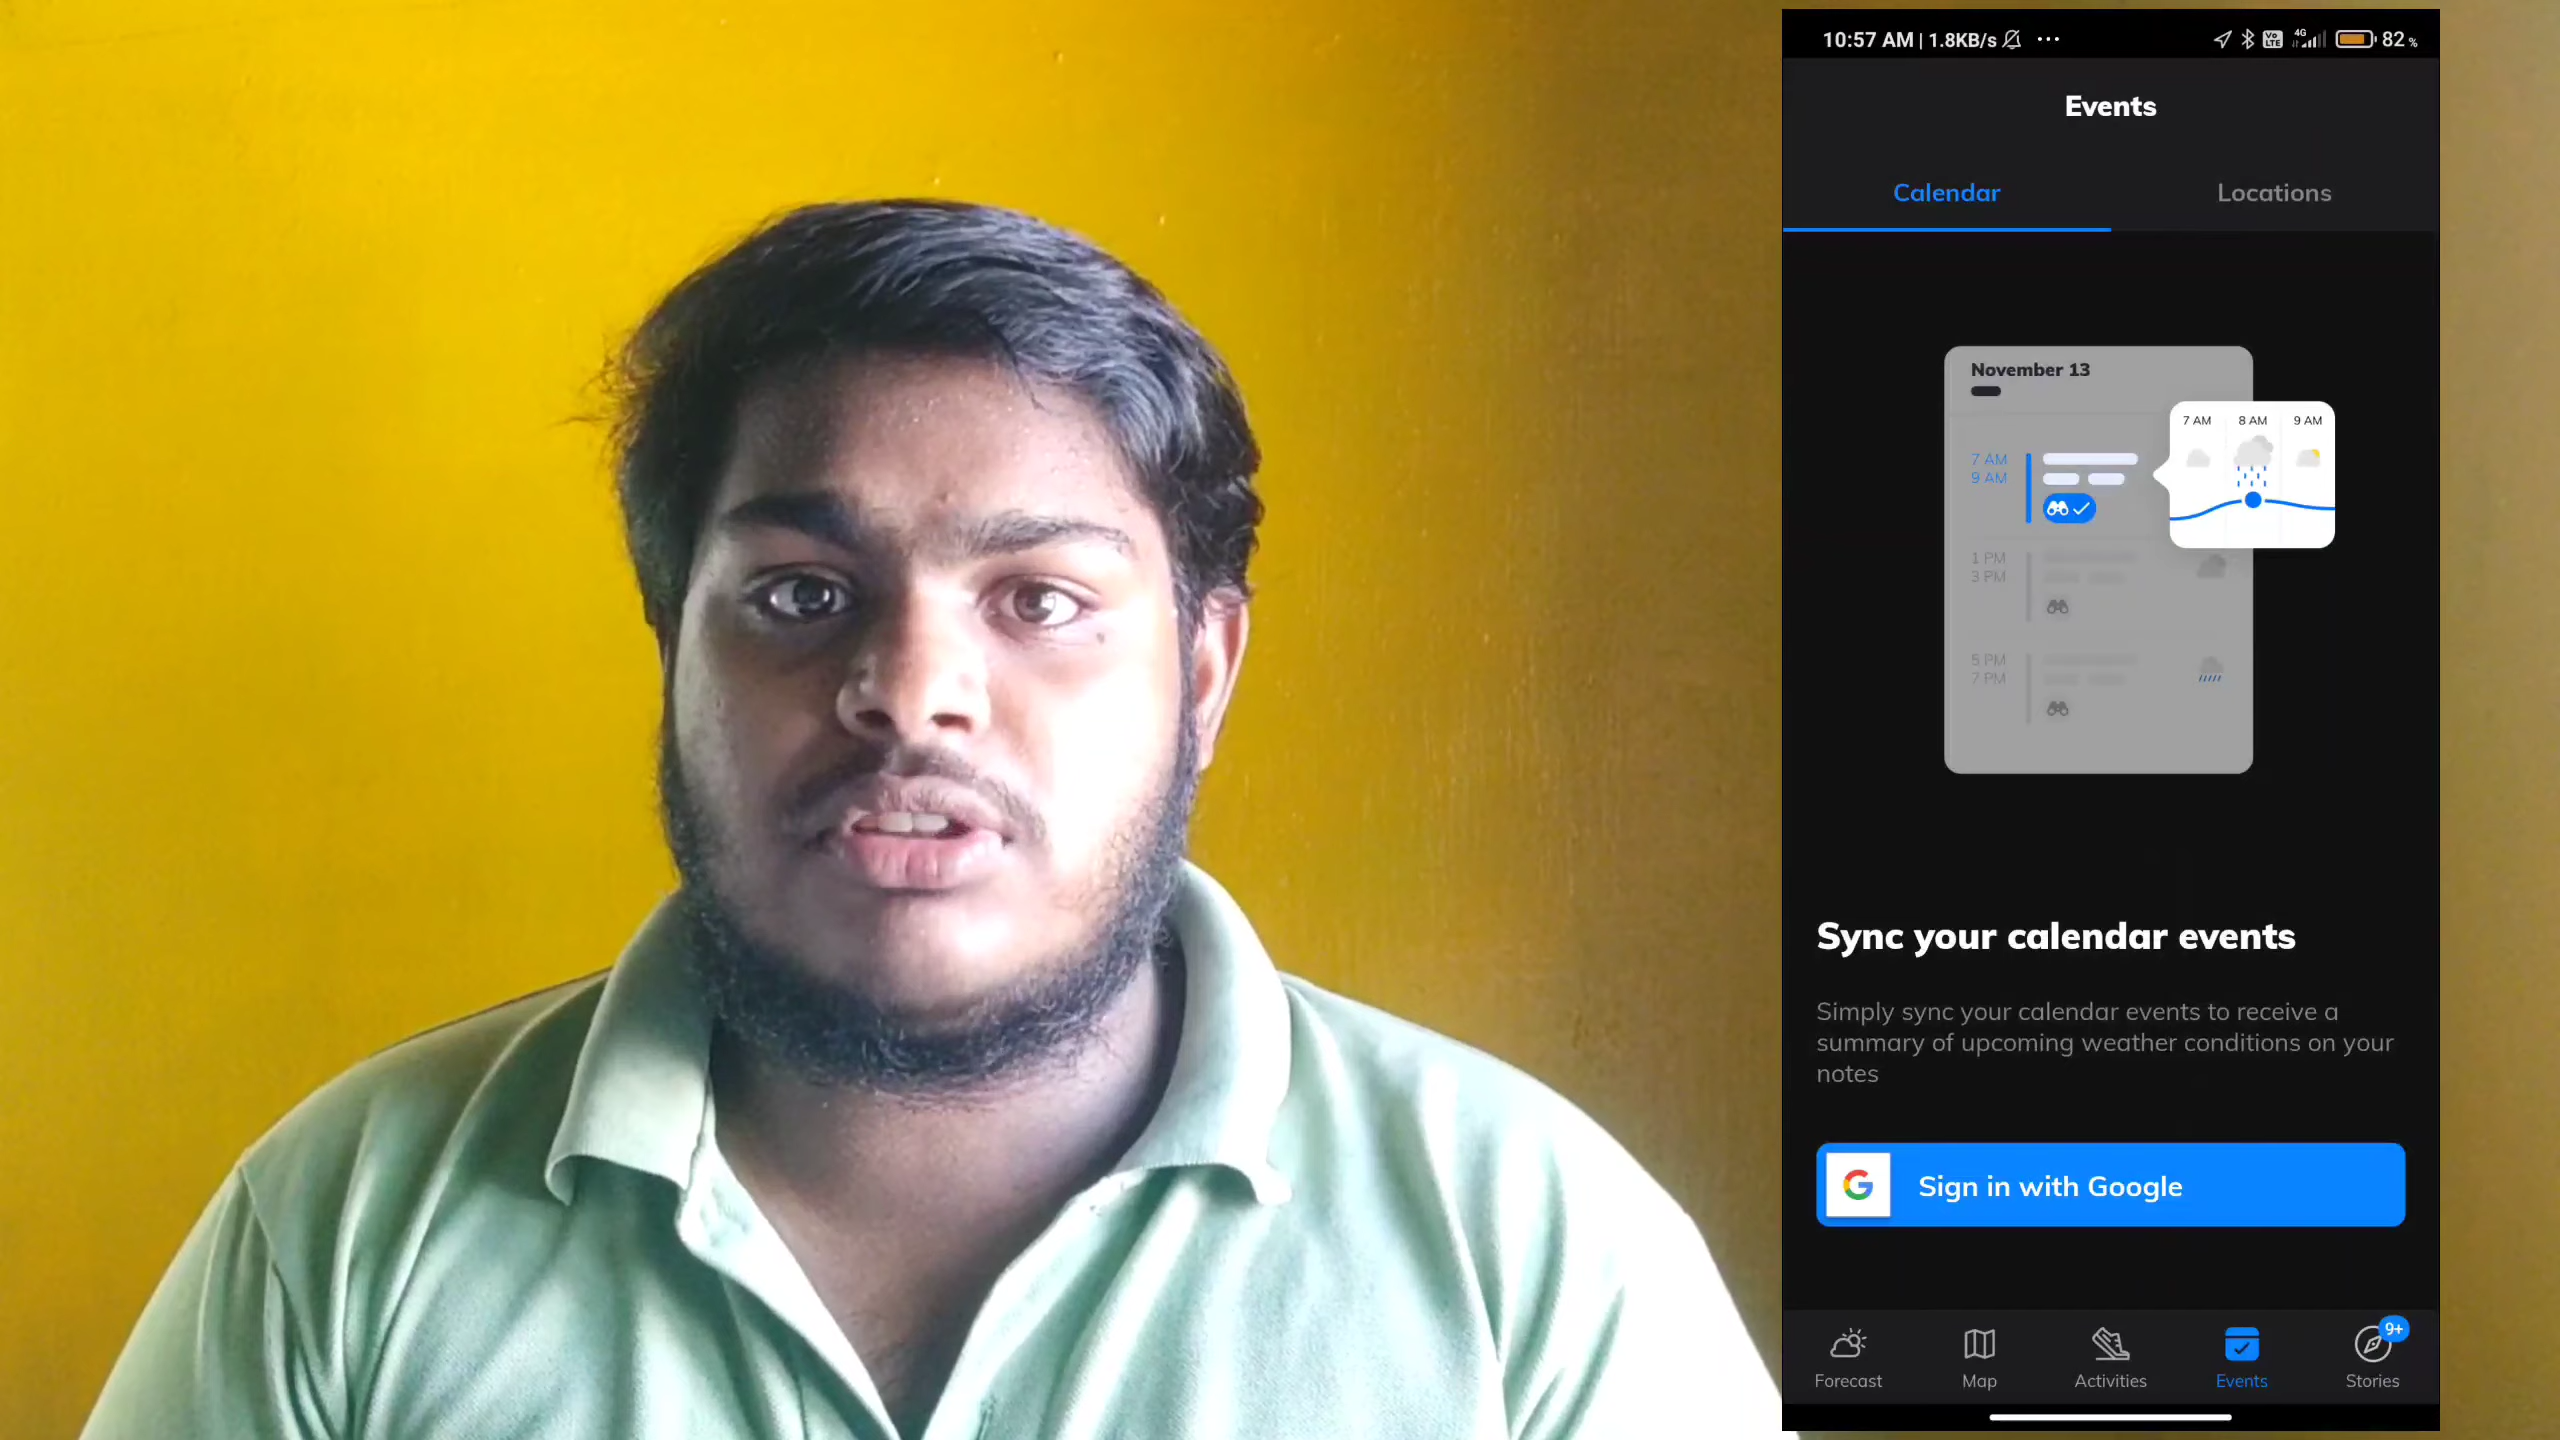 10:57 AM | 1.8KB/s ...
4G
Vo
LTE
82 %
Events
Calendar
Locations
November 13
7 AM 8 AM 9 AM
7 AM
9 AM
1 PM
3 PM
5 PM
7 PM
Sync your calendar events
Simply sync your calendar events to receive a
summary of upcoming weather conditions on your
notes
G
Sign in with Google
9+
Forecast
Map
Activities
Events
Stories